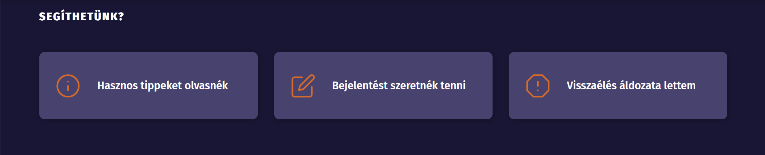 SEGÍTHETÜNK?
Hasznos tippeket olvasnék
Bejelentést szeretnék tenni
Visszaélés áldozata lettem